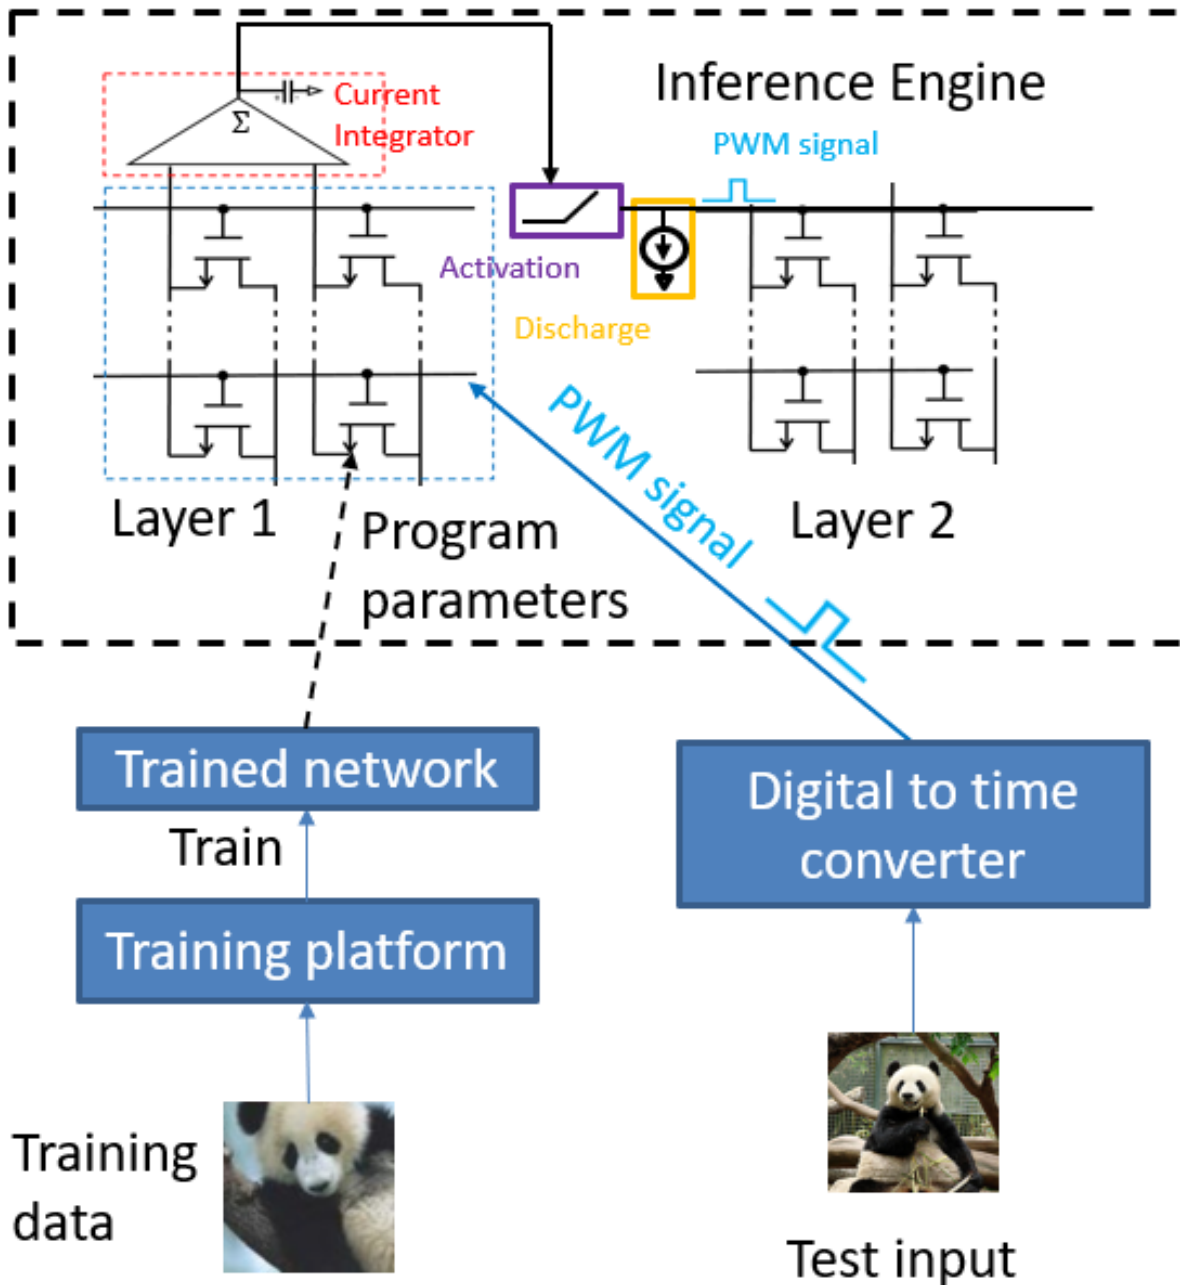 Inference Engine
Current
Integrator
Σ
PWM signal
Activation
Discharge
PWM signal
Layer 1
Program
parameters
Layer 2
Trained network
Train
Training platform
Digital to time
converter
Training
data
Test input